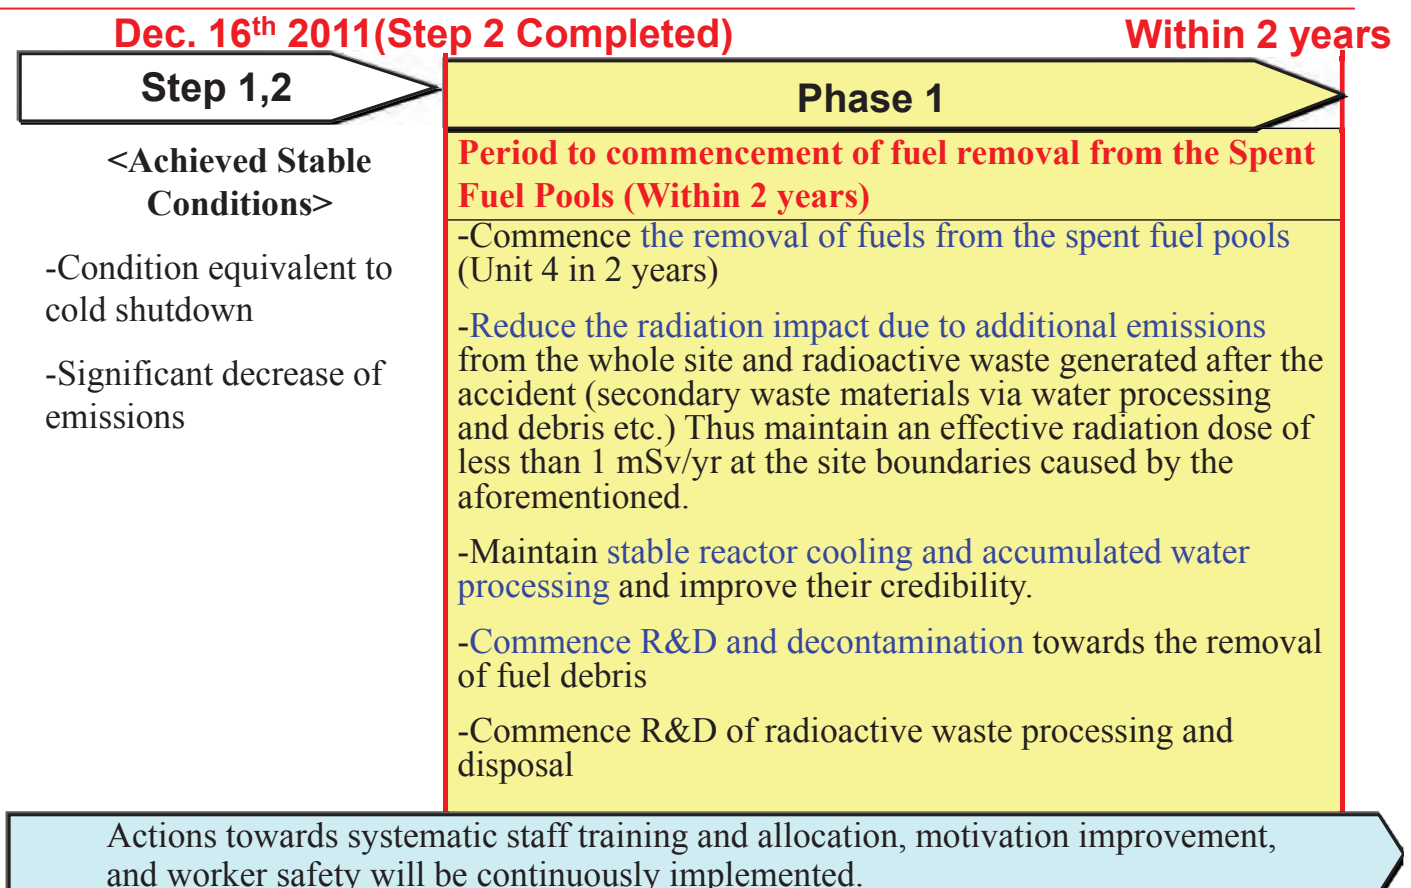 Dec. 16th 2011(Step 2 Completed)
Within 2 years
Step 1,2
Phase 1
<Achieved Stable
Conditions>
-Condition equivalent to
cold shutdown
-Significant decrease of
emissions
Period to commencement of fuel removal from the Spent
Fuel Pools (Within 2 years)
-Commence the removal of fuels from the spent fuel pools
(Unit 4 in 2 years)
-Reduce the radiation impact due to additional emissions
from the whole site and radioactive waste generated after the
accident (secondary waste materials via water processing
and debris etc.) Thus maintain an effective radiation dose of
less than 1 mSv/yr at the site boundaries caused by the
aforementioned.
-Maintain stable reactor cooling and accumulated water
processing and improve their credibility.
-Commence R&D and decontamination towards the removal
of fuel debris
-Commence R&D of radioactive waste processing and
disposal
Actions towards systematic staff training and allocation, motivation improvement,
and worker safety will be continuously implemented.